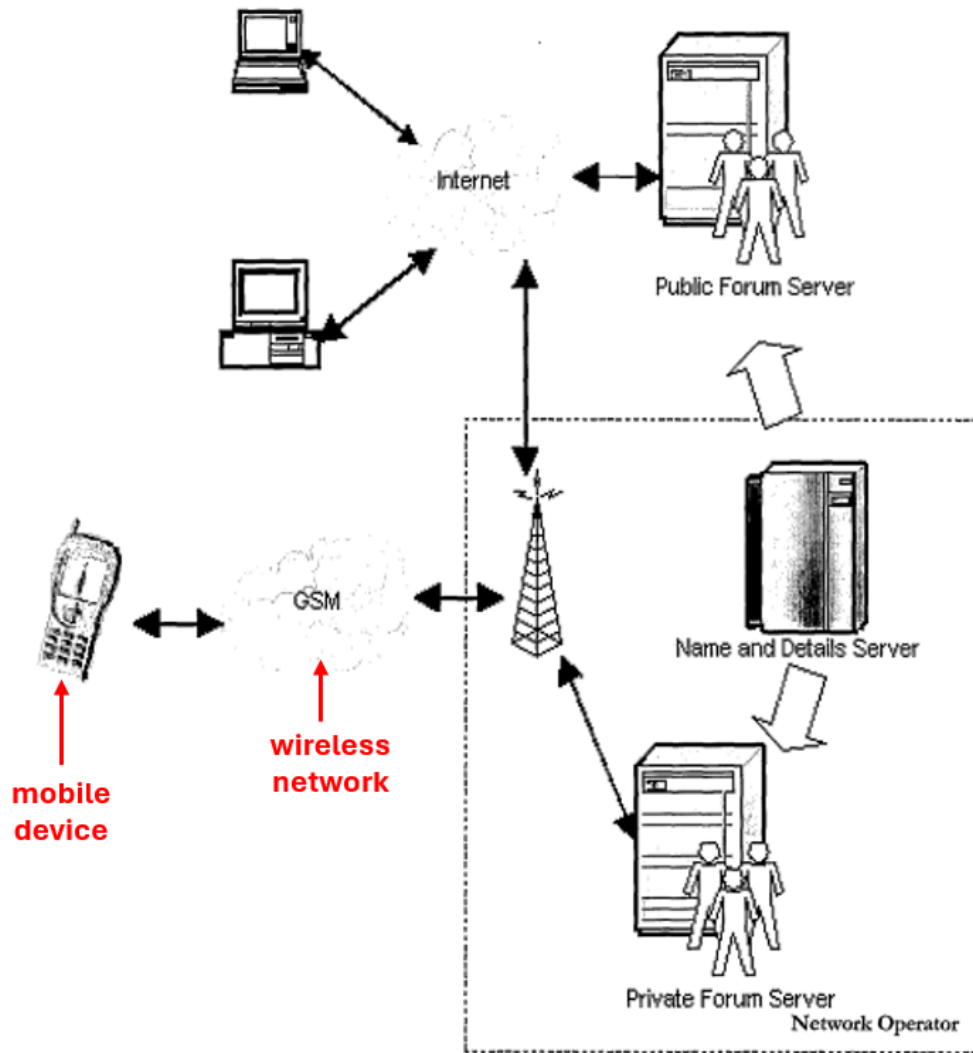 Internet
Public Forum Server
GSM
Name and Details Server
wireless
network
mobile
device
Private Forum Server
Network Operator